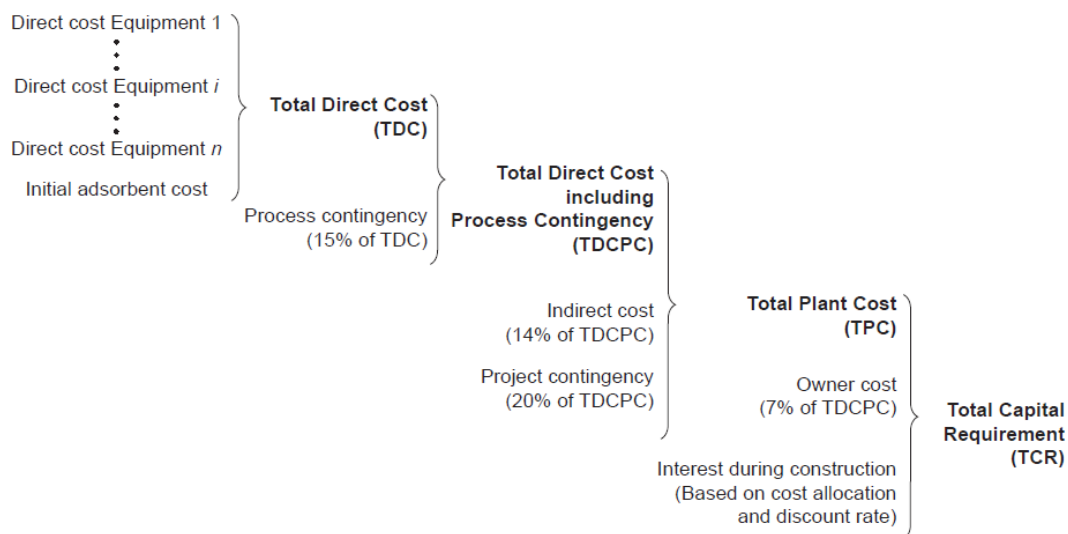 Direct cost Equipment 1
Direct cost Equipment i
Direct cost Equipment n
Initial adsorbent cost
Total Direct Cost
(TDC)
Process contingency
(15% of TDC)
Total Direct Cost
including
Process Contingency
(TDCPC)
Indirect cost
(14% of TDCPC)
Project contingency
(20% of TDCPC)
Total Plant Cost
(TPC)
Owner cost
(7% of TDCPC)
Interest during construction
(Based on cost allocation
and discount rate)
Total Capital
Requirement
(TCR)